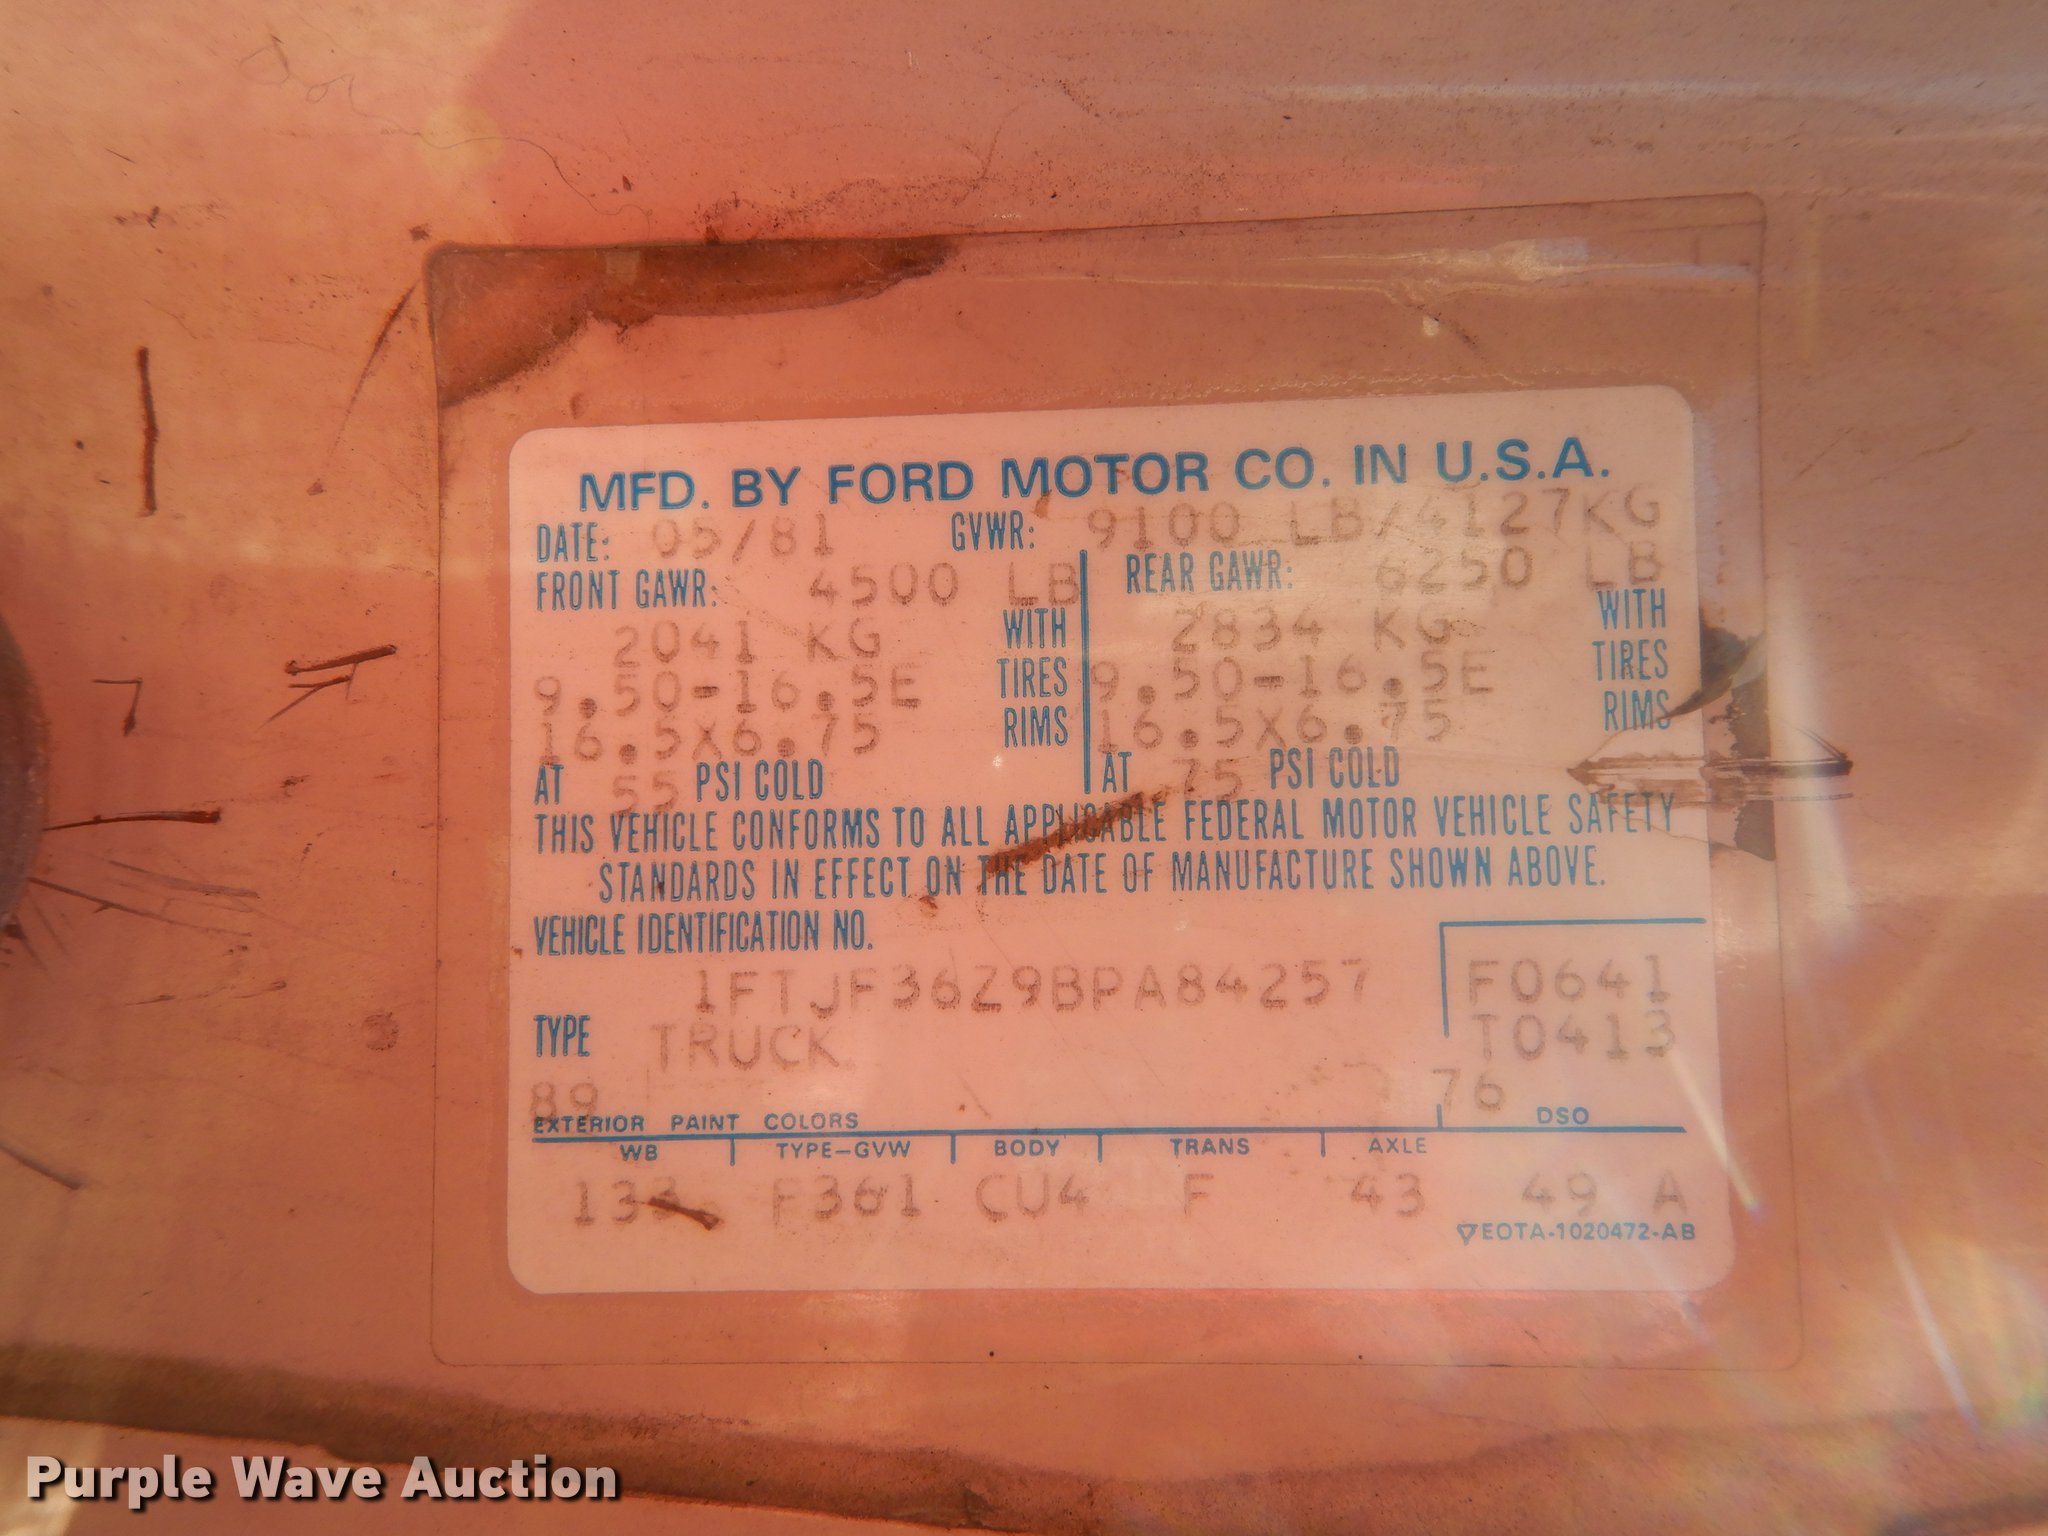 MFD. BY FORD MOTOR CO. IN U.S.A.
DATE: 05/81 GVWR: 9100 LB/4127KG
FRONT GAWR: 4500 LB REAR GAWR: 6250 LB
2041 KG WITH 2834 KG WITH
9.50-16.5E TIRES 9.50-16.5E TIRES
16.5X6.75 RIMS 16.5X6.75 RIMS
AT 55 PSI COLD AT 75 PSI COLD
THIS VEHICLE CONFORMS TO ALL APPLICABLE FEDERAL MOTOR VEHICLE SAFETY
STANDARDS IN EFFECT ON THE DATE OF MANUFACTURE SHOWN ABOVE.
VEHICLE IDENTIFICATION NO.
1FTJF36Z9BPA84257 F0641
TYPE TRUCK T0413
89 76
EXTERIOR PAINT COLORS DSO
WB TYPE-GVW BODY TRANS AXLE
133 F361 CU4 F 43 49 A
EOTA-1020472-AB
Purple Wave Auction